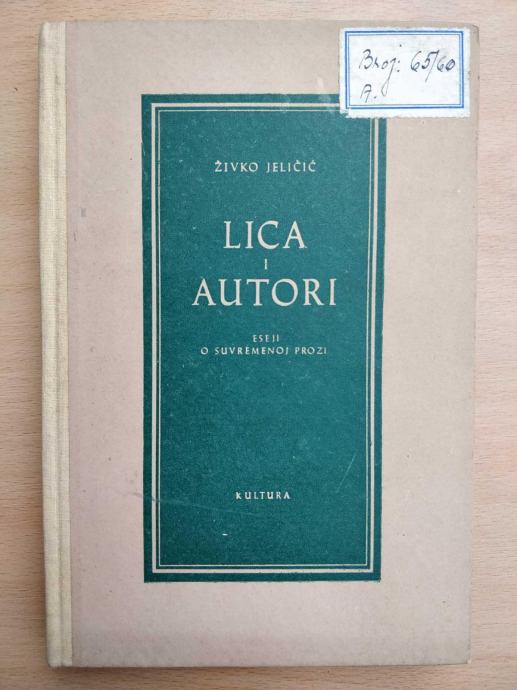 Broj: 65/60
A.
ŽIVKO JELIČIĆ
LICA
I
AUTORI
ESEJI
O SUVREMENOJ PROZI
KULTURA